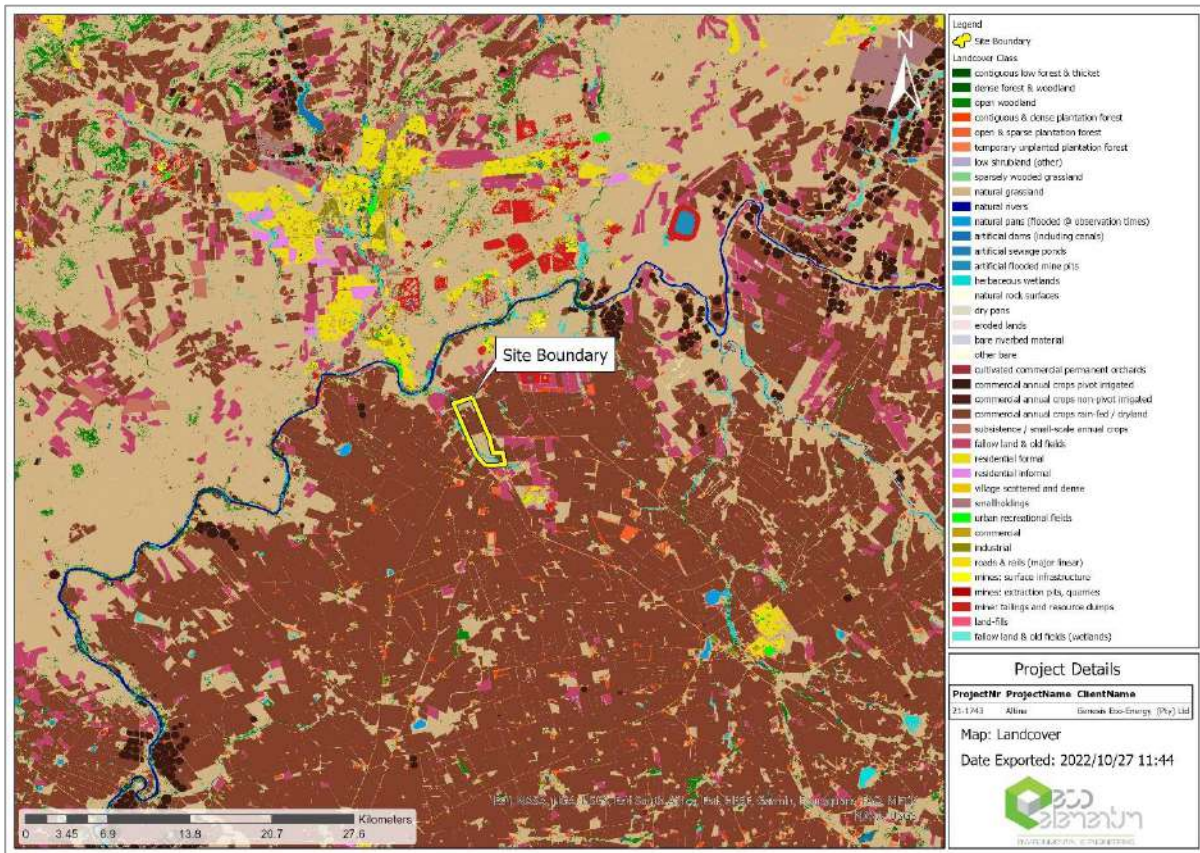 Site Boundary
Legend
Site Boundary
Landcover Class
contiguous low forest & thicket
dense forest & woodland
open woodland
contiguous & dense plantation forest
open & sparse plantation forest
temporary unplanted plantation forest
low shrubland (other)
sparsely wooded grassland
natural grassland
natural rivers
natural pans (flooded @ observation times)
artificial dams (including canals)
artificial sewage ponds
artificial flooded mine pits
herbaceous wetlands
natural rock surfaces
dry pans
eroded lands
bare riverbed material
other bare
cultivated commercial permanent orchards
commercial annual crops pivot irrigated
commercial annual crops non-pivot irrigated
commercial annual crops rain-fed / dryland
subsistence / small-scale annual crops
fallow land & old fields
residential formal
residential informal
village scattered and dense
smallholdings
urban recreational fields
commercial
industrial
roads & rails (major linear)
mines: surface infrastructure
mines: extraction pits, quarries
mine: tailings and resource dumps
land-fills
fallow land & old fields (wetlands)
N
Kilometers
0 3.45 6.9 13.8 20.7 27.6
Project Details
ProjectNr ProjectName ClientName
21-1743 Altina Genesis Eco-Energy (Pty) Ltd
Map: Landcover
Date Exported: 2022/10/27 11:44
eco
elementum
ENVIRONMENTAL & ENGINEERING